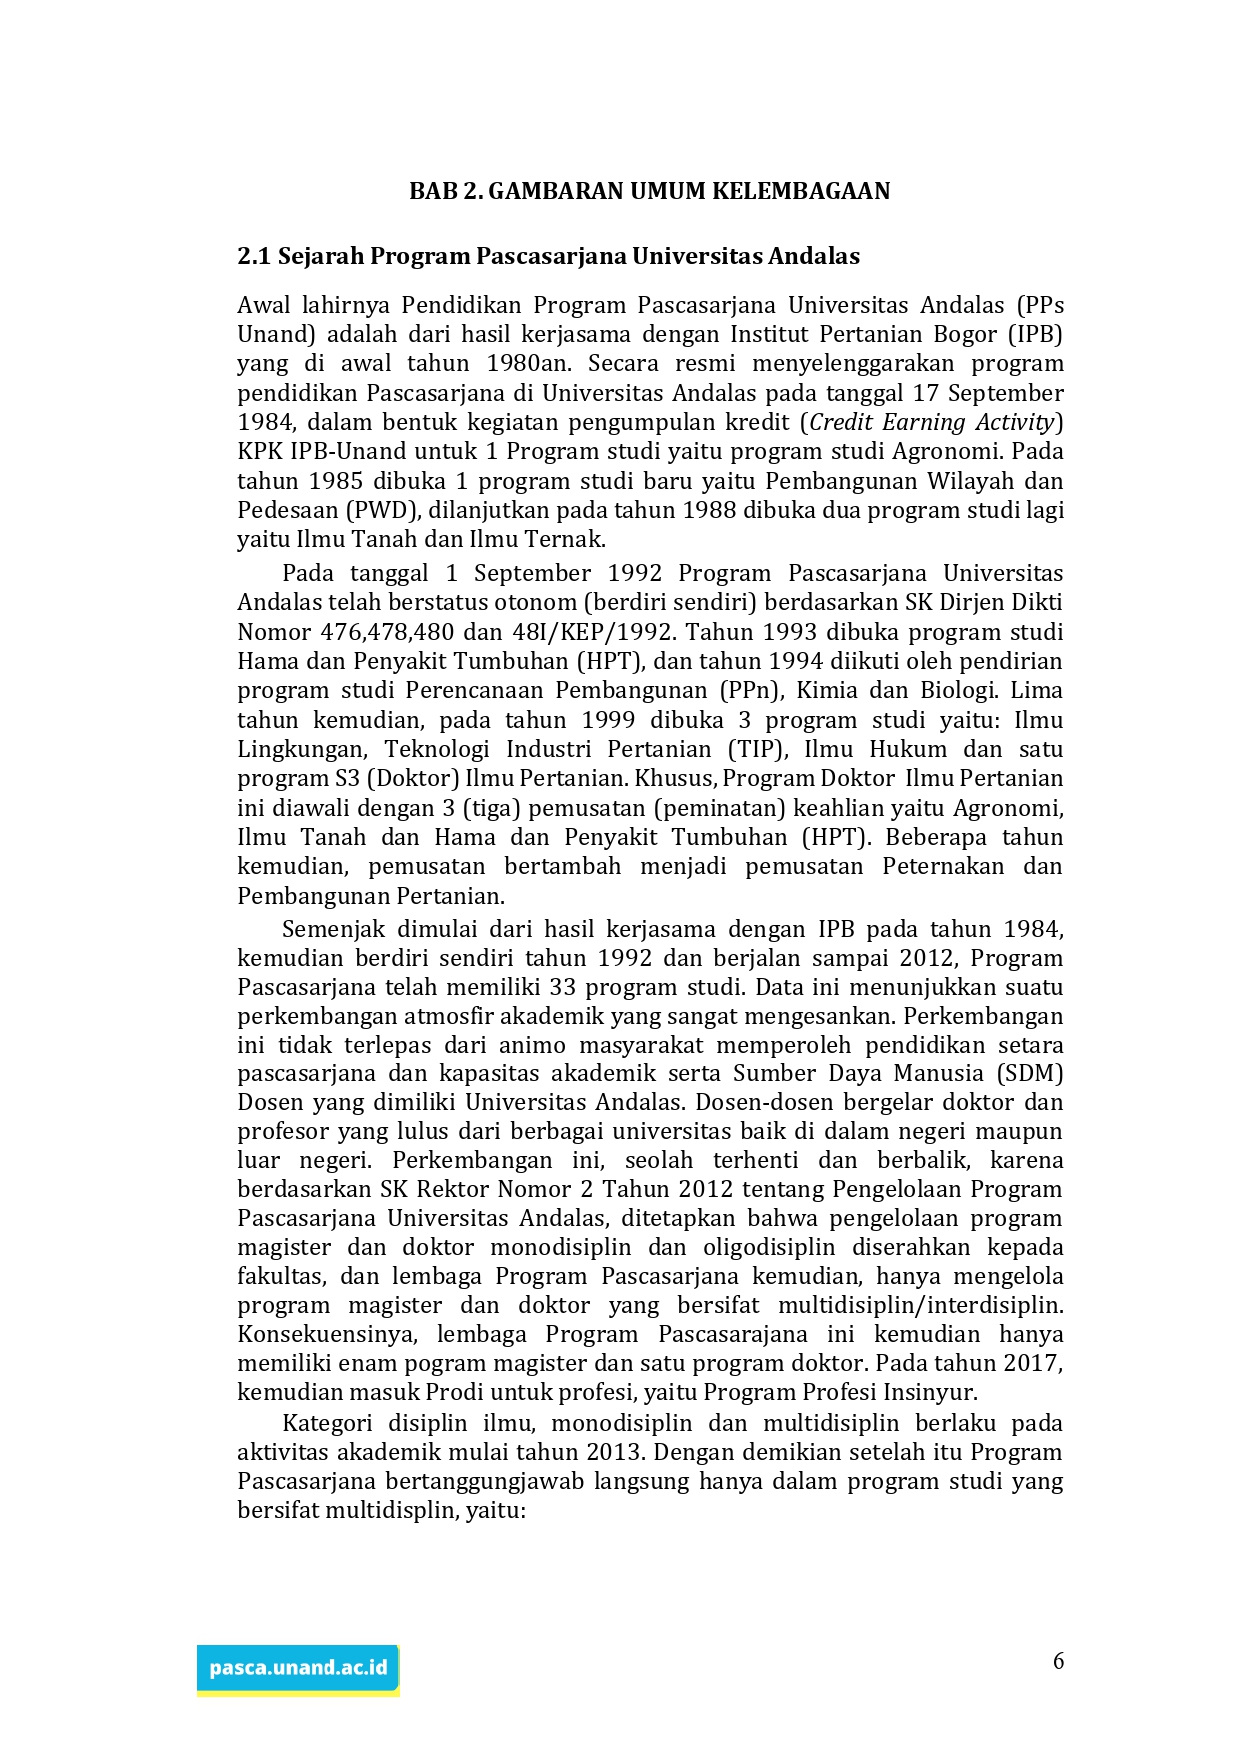 BAB 2. GAMBARAN UMUM KELEMBAGAAN
2.1 Sejarah Program Pascasarjana Universitas Andalas
Awal lahirnya Pendidikan Program Pascasarjana Universitas Andalas (PPs
Unand) adalah dari hasil kerjasama dengan Institut Pertanian Bogor (IPB)
yang di awal tahun 1980an. Secara resmi menyelenggarakan program
pendidikan Pascasarjana di Universitas Andalas pada tanggal 17 September
1984, dalam bentuk kegiatan pengumpulan kredit (Credit Earning Activity)
KPK IPB-Unand untuk 1 Program studi yaitu program studi Agronomi. Pada
tahun 1985 dibuka 1 program studi baru yaitu Pembangunan Wilayah dan
Pedesaan (PWD), dilanjutkan pada tahun 1988 dibuka dua program studi lagi
yaitu Ilmu Tanah dan Ilmu Ternak.
Pada tanggal 1 September 1992 Program Pascasarjana Universitas
Andalas telah berstatus otonom (berdiri sendiri) berdasarkan SK Dirjen Dikti
Nomor 476,478,480 dan 48I/KEP/1992. Tahun 1993 dibuka program studi
Hama dan Penyakit Tumbuhan (HPT), dan tahun 1994 diikuti oleh pendirian
program studi Perencanaan Pembangunan (PPn), Kimia dan Biologi. Lima
tahun kemudian, pada tahun 1999 dibuka 3 program studi yaitu: Ilmu
Lingkungan, Teknologi Industri Pertanian (TIP), Ilmu Hukum dan satu
program S3 (Doktor) Ilmu Pertanian. Khusus, Program Doktor Ilmu Pertanian
ini diawali dengan 3 (tiga) pemusatan (peminatan) keahlian yaitu Agronomi,
Ilmu Tanah dan Hama dan Penyakit Tumbuhan (HPT). Beberapa tahun
kemudian, pemusatan bertambah menjadi pemusatan Peternakan dan
Pembangunan Pertanian.
Semenjak dimulai dari hasil kerjasama dengan IPB pada tahun 1984,
kemudian berdiri sendiri tahun 1992 dan berjalan sampai 2012, Program
Pascasarjana telah memiliki 33 program studi. Data ini menunjukkan suatu
perkembangan atmosfir akademik yang sangat mengesankan. Perkembangan
ini tidak terlepas dari animo masyarakat memperoleh pendidikan setara
pascasarjana dan kapasitas akademik serta Sumber Daya Manusia (SDM)
Dosen yang dimiliki Universitas Andalas. Dosen-dosen bergelar doktor dan
profesor yang lulus dari berbagai universitas baik di dalam negeri maupun
luar negeri. Perkembangan ini, seolah terhenti dan berbalik, karena
berdasarkan SK Rektor Nomor 2 Tahun 2012 tentang Pengelolaan Program
Pascasarjana Universitas Andalas, ditetapkan bahwa pengelolaan program
magister dan doktor monodisiplin dan oligodisiplin diserahkan kepada
fakultas, dan lembaga Program Pascasarjana kemudian, hanya mengelola
program magister dan doktor yang bersifat multidisiplin/interdisiplin.
Konsekuensinya, lembaga Program Pascasarajana ini kemudian hanya
memiliki enam pogram magister dan satu program doktor. Pada tahun 2017,
kemudian masuk Prodi untuk profesi, yaitu Program Profesi Insinyur.
Kategori disiplin ilmu, monodisiplin dan multidisiplin berlaku pada
aktivitas akademik mulai tahun 2013. Dengan demikian setelah itu Program
Pascasarjana bertanggungjawab langsung hanya dalam program studi yang
bersifat multidisplin, yaitu:
pasca.unand.ac.id
6